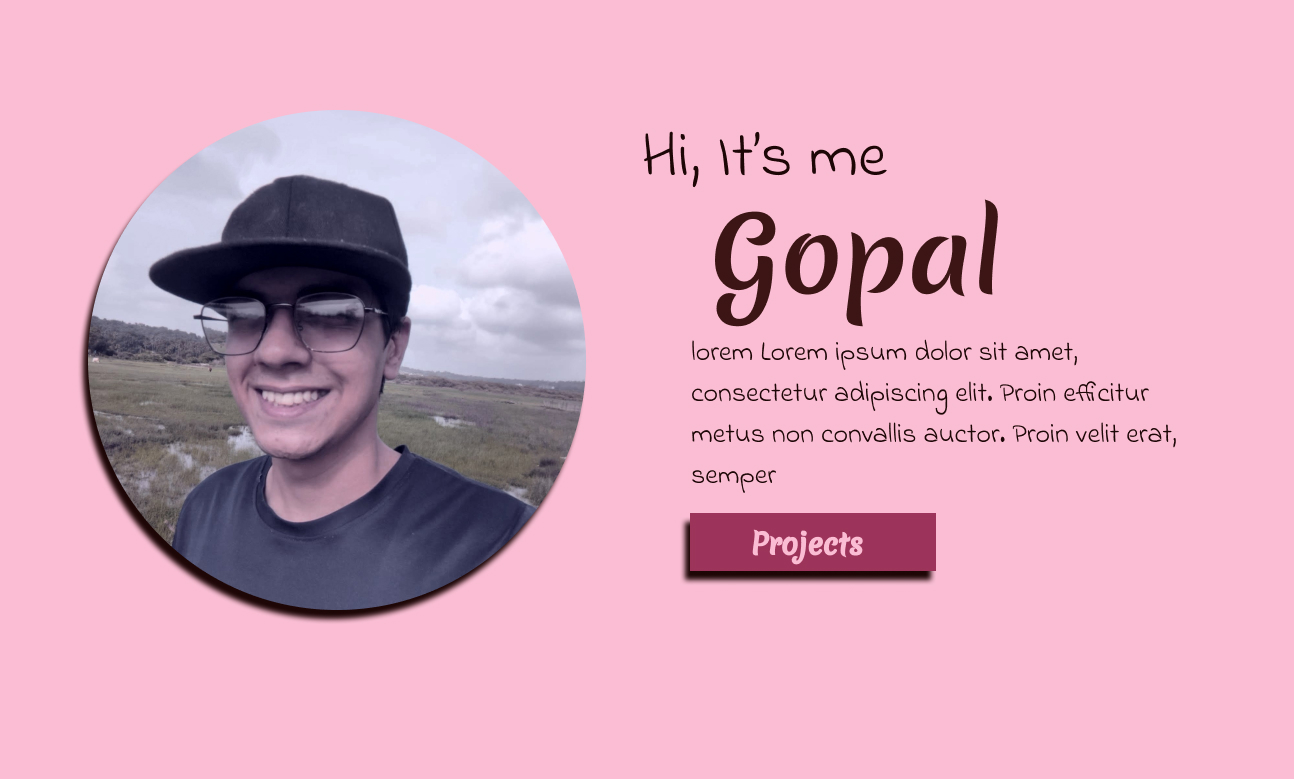 Hi, It's me
Gopal
lorem Lorem ipsum dolor sit amet,
consectetur adipiscing elit. Proin efficitur
metus non convallis auctor. Proin velit erat,
semper
Projects